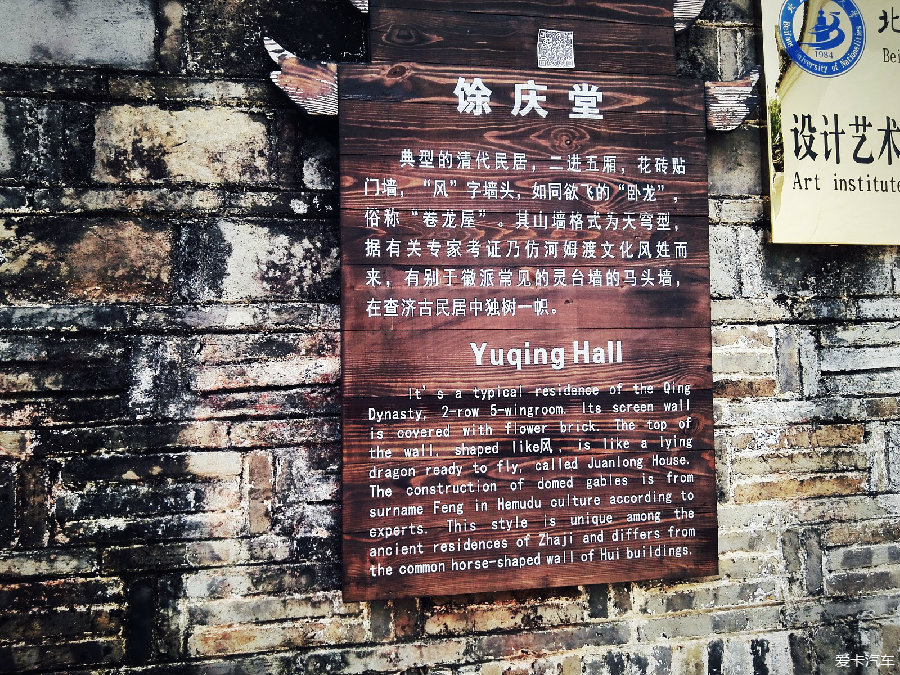 馀庆堂
典型的清代民居，二进五厢，花砖贴
门墙，“风”字墙头，如同欲飞的“卧龙”，
俗称“卷龙屋”。其山墙格式为天穹型，
据有关专家考证乃仿河姆渡文化风姓而
来，有别于徽派常见的灵台墙的马头墙，
在查济古民居中独树一帜。
Yuqing Hall
It's a typical residence of the Qing
Dynasty, 2-row 5-wingroom. Its screen wall
is covered with flower brick. The top of
the wall, shaped like风, is like a lying
dragon ready to fly, called Juanlong House.
The construction of domed gables is from
surname Feng in Hemudu culture according to
experts. This style is unique among the
ancient residences of Zhaji and differs from
the common horse-shaped wall of Hui buildings.
1984
北
Bei
设计艺术
Art institute
爱卡汽车